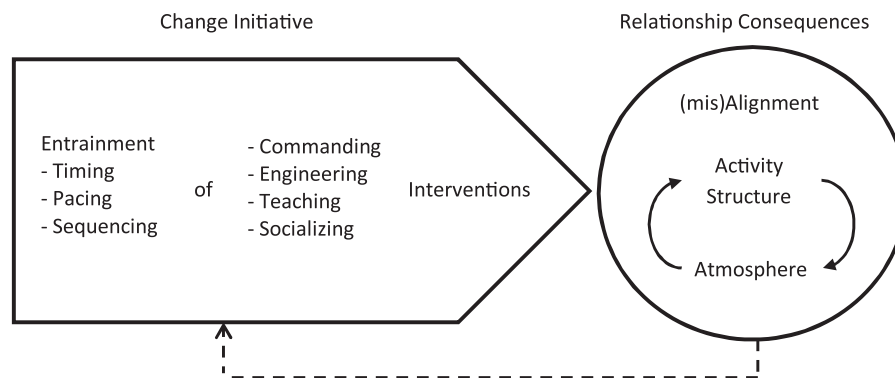 Change Initiative
Relationship Consequences
Entrainment
- Timing
- Pacing
- Sequencing
of
- Commanding
- Engineering
- Teaching
- Socializing
Interventions
(mis)Alignment
Activity
Structure
Atmosphere